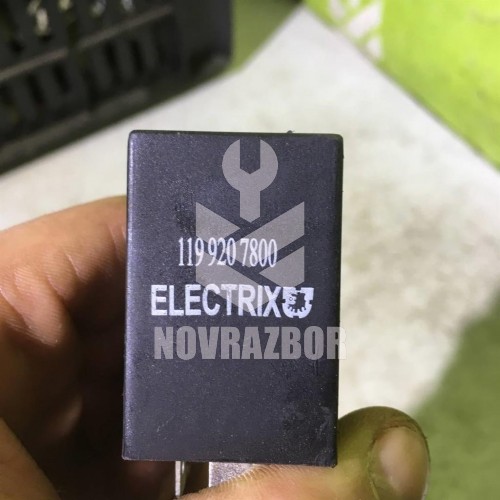 119 920 7800
ELECTRIX
NOVRAZBOR